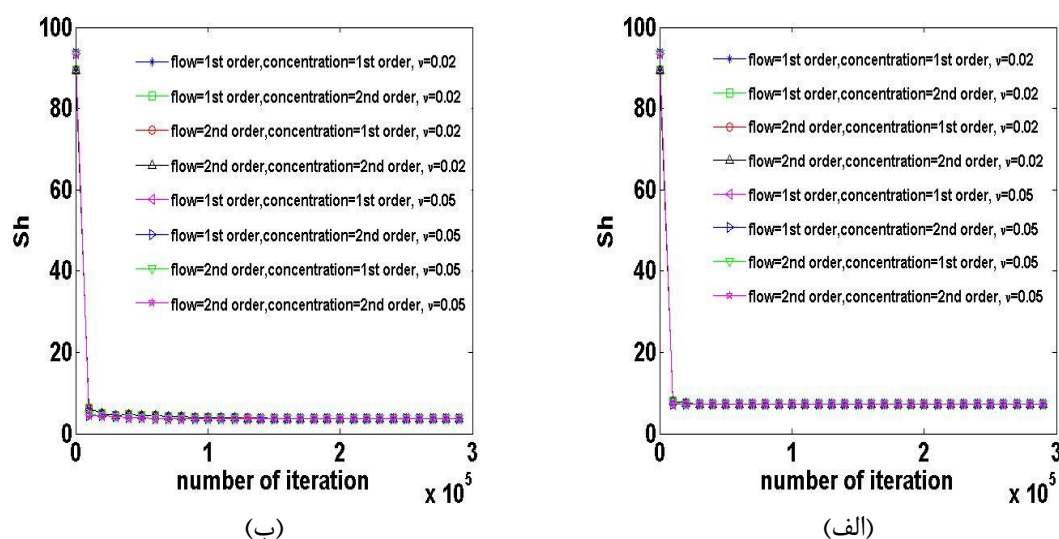 100
80
60
40
20
0
Sh
flow=1st order,concentration=1st order, ν=0.02
flow=1st order,concentration=2nd order, ν=0.02
flow=2nd order,concentration=1st order, ν=0.02
flow=2nd order,concentration=2nd order, ν=0.02
flow=1st order,concentration=1st order, ν=0.05
flow=1st order,concentration=2nd order, ν=0.05
flow=2nd order,concentration=1st order, ν=0.05
flow=2nd order,concentration=2nd order, ν=0.05
0 1 2 3
number of iteration
x 10⁵
(ب)
100
80
60
40
20
0
Sh
flow=1st order,concentration=1st order, ν=0.02
flow=1st order,concentration=2nd order, ν=0.02
flow=2nd order,concentration=1st order, ν=0.02
flow=2nd order,concentration=2nd order, ν=0.02
flow=1st order,concentration=1st order, ν=0.05
flow=1st order,concentration=2nd order, ν=0.05
flow=2nd order,concentration=1st order, ν=0.05
flow=2nd order,concentration=2nd order, ν=0.05
0 1 2 3
number of iteration
x 10⁵
(الف)